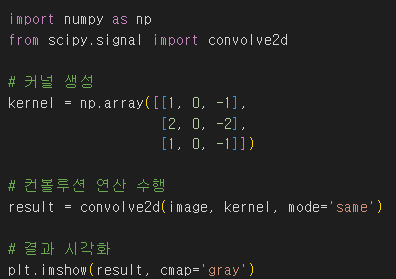 import numpy as np
from scipy.signal import convolve2d
# 커널 생성
kernel = np.array([[1, 0, -1],
[2, 0, -2],
[1, 0, -1]])
# 컨볼루션 연산 수행
result = convolve2d(image, kernel, mode='same')
# 결과 시각화
plt.imshow(result, cmap='gray')